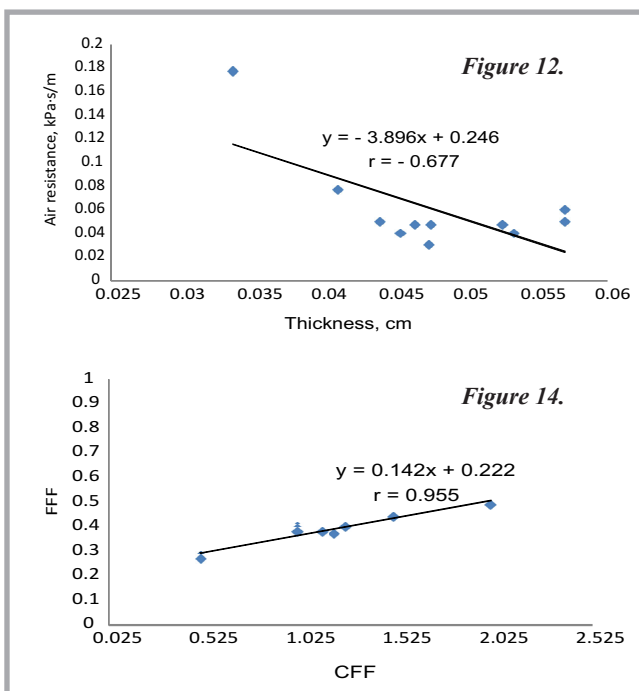 Figure 12.
Air resistance, kPa·s/m
0.2
0.18
0.16
0.14
0.12
0.1
0.08
0.06
0.04
0.02
0
y = - 3.896x + 0.246
r = - 0.677
0.025 0.03 0.035 0.04 0.045 0.05 0.055 0.06
Thickness, cm
Figure 14.
FFF
1
0.9
0.8
0.7
0.6
0.5
0.4
0.3
0.2
0.1
0
y = 0.142x + 0.222
r = 0.955
0.025 0.525 1.025 1.525 2.025 2.525
CFF